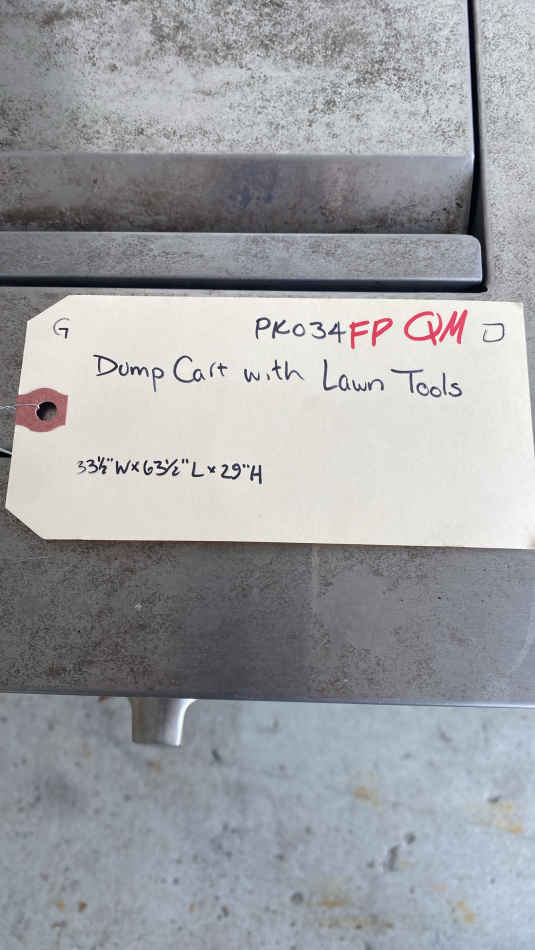 G PK034FP QM D
Dump Cart with Lawn Tools
33½"W x 63½"L x 29"H